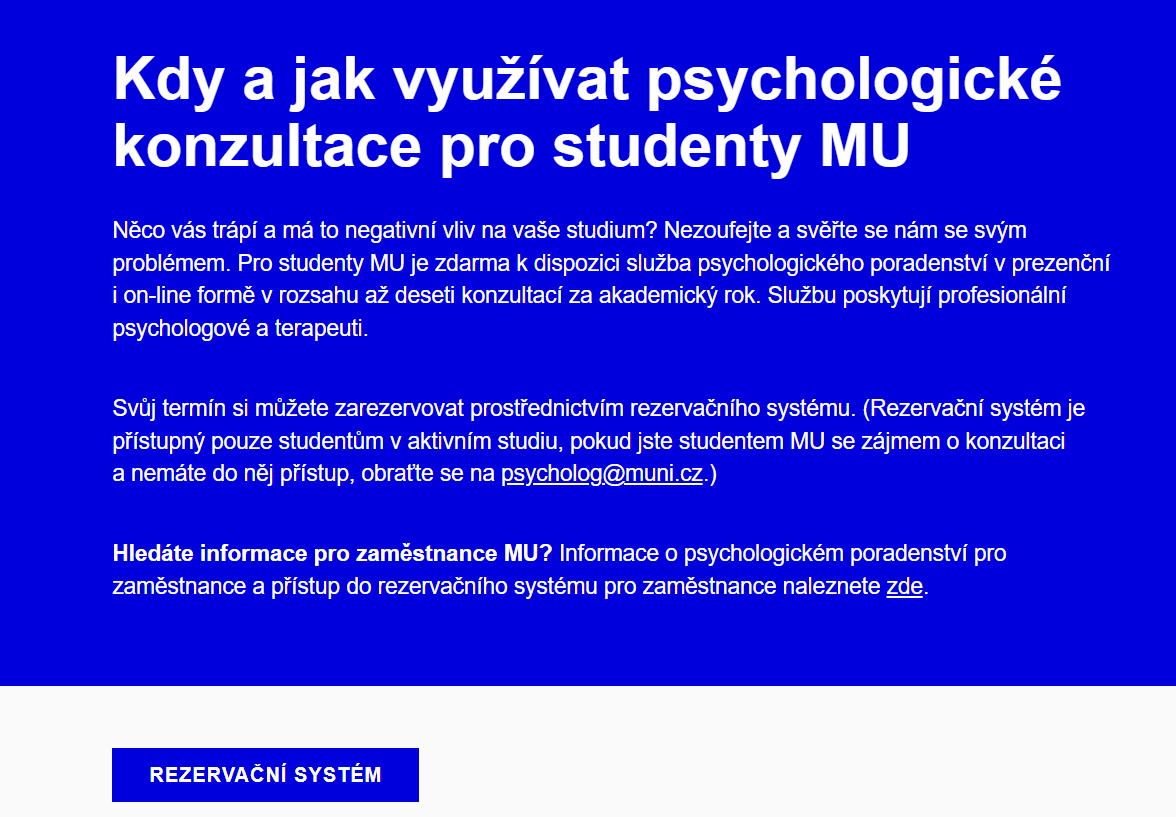 Kdy a jak využívat psychologické
konzultace pro studenty MU
Něco vás trápí a má to negativní vliv na vaše studium? Nezoufejte a svěřte se nám se svým
problémem. Pro studenty MU je zdarma k dispozici služba psychologického poradenství v prezenční
i on-line formě v rozsahu až deseti konzultací za akademický rok. Službu poskytují profesionální
psychologové a terapeuti.
Svůj termín si můžete zarezervovat prostřednictvím rezervačního systému. (Rezervační systém je
přístupný pouze studentům v aktivním studiu, pokud jste studentem MU se zájmem o konzultaci
a nemáte do něj přístup, obraťte se na psycholog@muni.cz.)
Hledáte informace pro zaměstnance MU? Informace o psychologickém poradenství pro
zaměstnance a přístup do rezervačního systému pro zaměstnance naleznete zde.
REZERVAČNÍ SYSTÉM